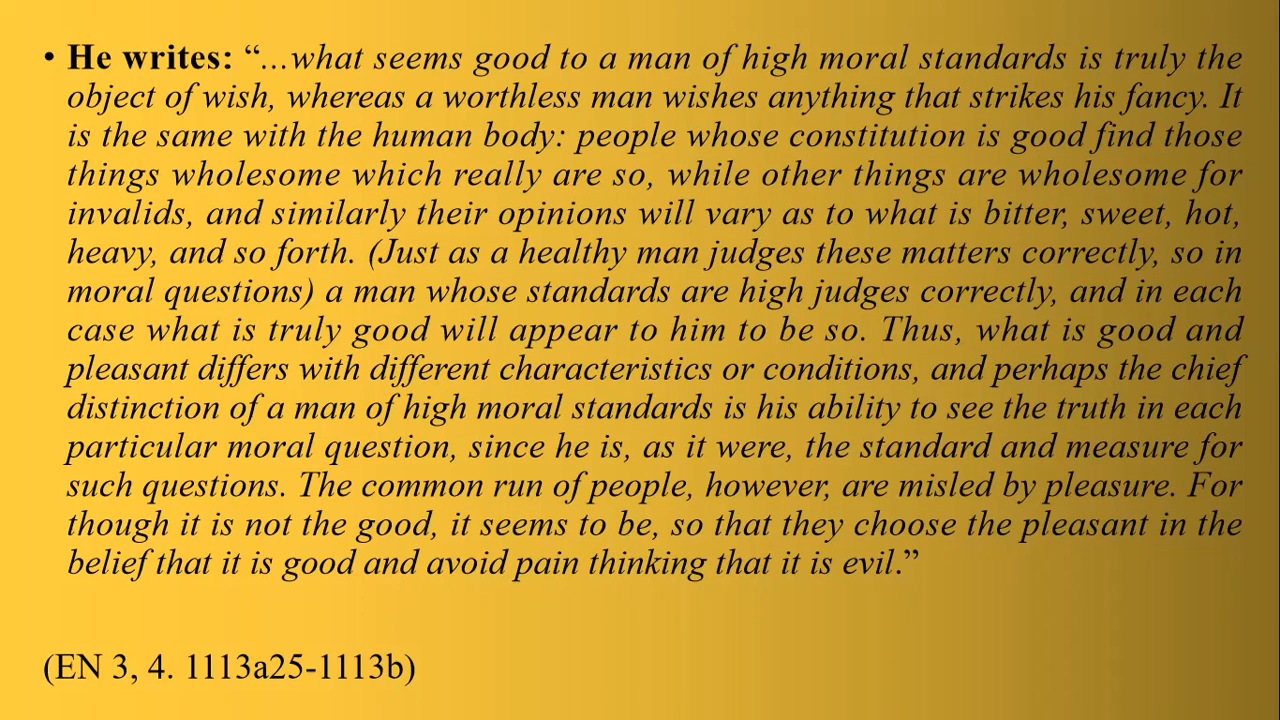 • He writes: “…what seems good to a man of high moral standards is truly the
object of wish, whereas a worthless man wishes anything that strikes his fancy. It
is the same with the human body: people whose constitution is good find those
things wholesome which really are so, while other things are wholesome for
invalids, and similarly their opinions will vary as to what is bitter, sweet, hot,
heavy, and so forth. (Just as a healthy man judges these matters correctly, so in
moral questions) a man whose standards are high judges correctly, and in each
case what is truly good will appear to him to be so. Thus, what is good and
pleasant differs with different characteristics or conditions, and perhaps the chief
distinction of a man of high moral standards is his ability to see the truth in each
particular moral question, since he is, as it were, the standard and measure for
such questions. The common run of people, however, are misled by pleasure. For
though it is not the good, it seems to be, so that they choose the pleasant in the
belief that it is good and avoid pain thinking that it is evil.”
(EN 3, 4. 1113a25-1113b)